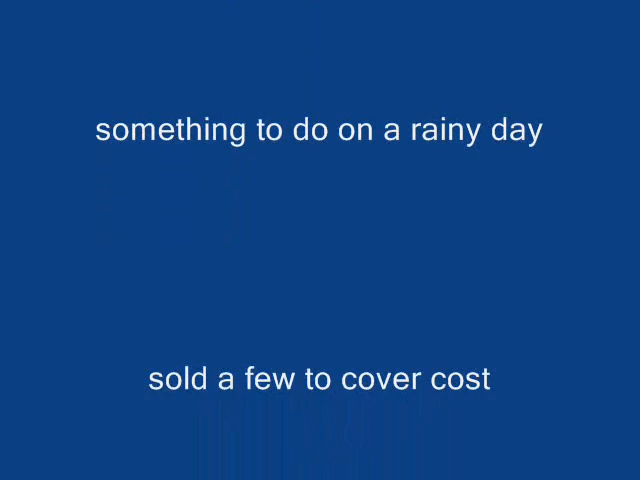 something to do on a rainy day
sold a few to cover cost